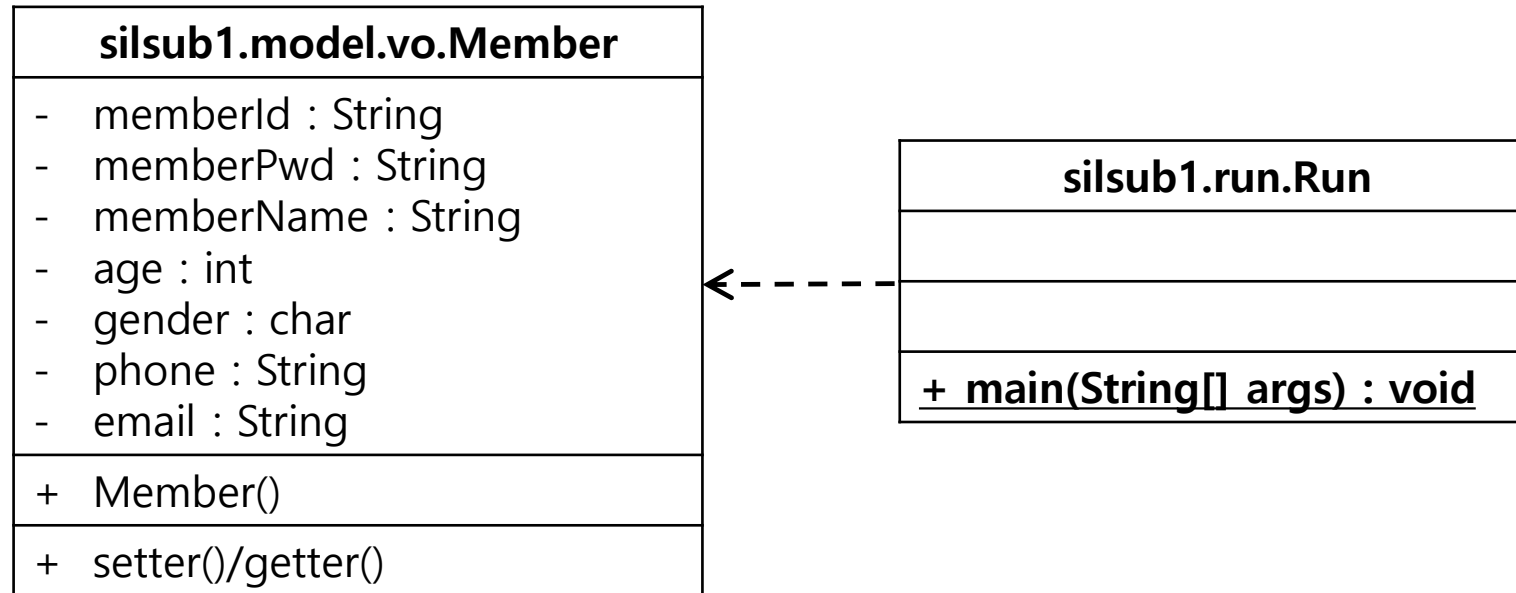 silsub1.model.vo.Member
- memberId : String
- memberPwd : String
- memberName : String
- age : int
- gender : char
- phone : String
- email : String
+ Member()
+ setter()/getter()
silsub1.run.Run
+ main(String[] args) : void